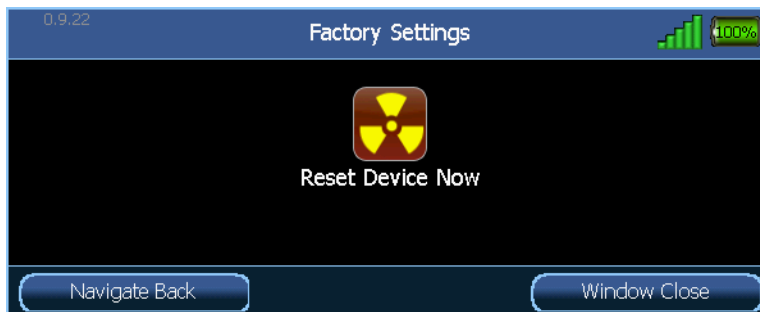 0.9.22
Factory Settings
100%
Reset Device Now
Navigate Back
Window Close